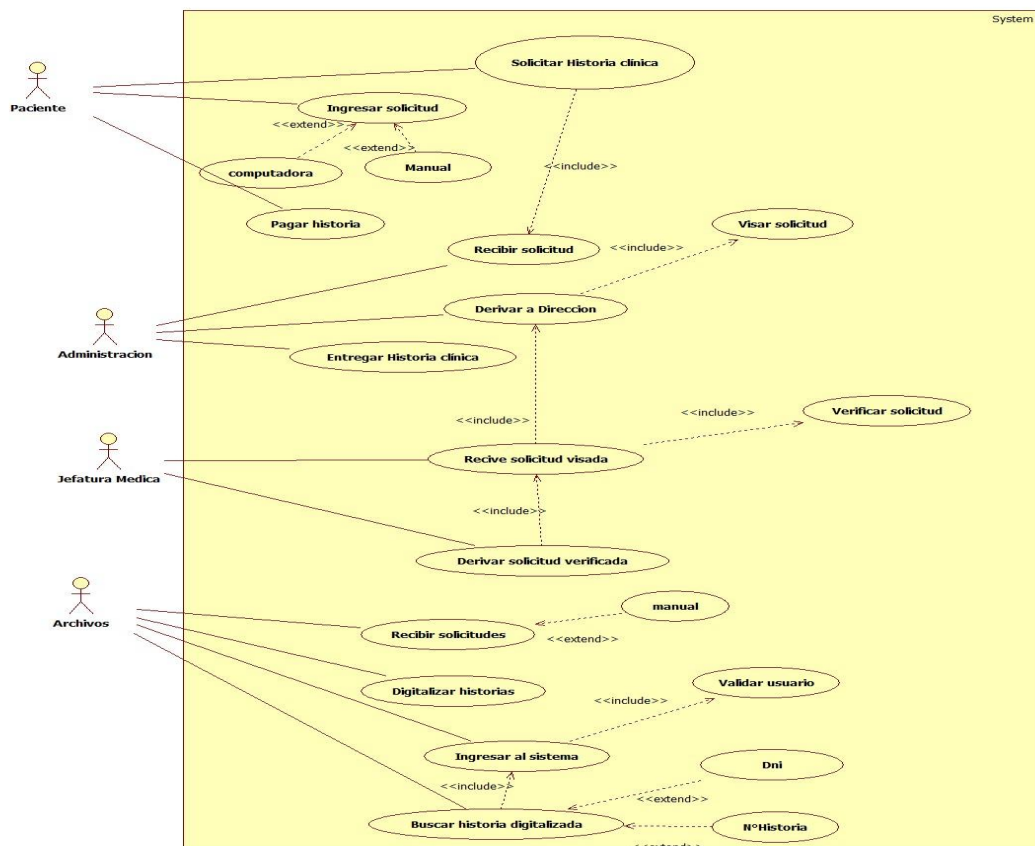 System
Solicitar Historia clínica
Paciente
Ingresar solicitud
<<extend>>
<<extend>>
computadora
Manual
<<include>>
Pagar historia
Visar solicitud
Recibir solicitud
<<include>>
Derivar a Direccion
Administracion
Entregar Historia clínica
<<include>>
<<include>>
Verificar solicitud
Recive solicitud visada
Jefatura Medica
<<include>>
Derivar solicitud verificada
Archivos
manual
Recibir solicitudes
<<extend>>
Validar usuario
Digitalizar historias
<<include>>
Ingresar al sistema
Dni
<<include>>
<<extend>>
Buscar historia digitalizada
N°Historia